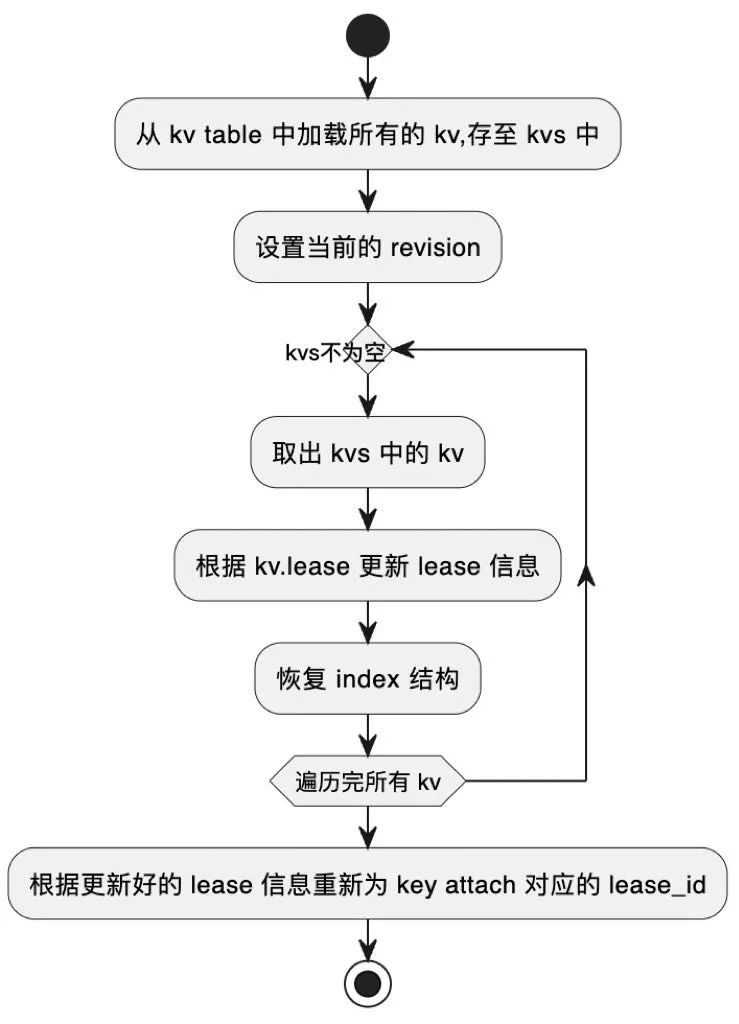 从 kv table 中加载所有的 kv,存至 kvs 中
设置当前的 revision
kvs不为空
取出 kvs 中的 kv
根据 kv.lease 更新 lease 信息
恢复 index 结构
遍历完所有 kv
根据更新好的 lease 信息重新为 key attach 对应的 lease_id